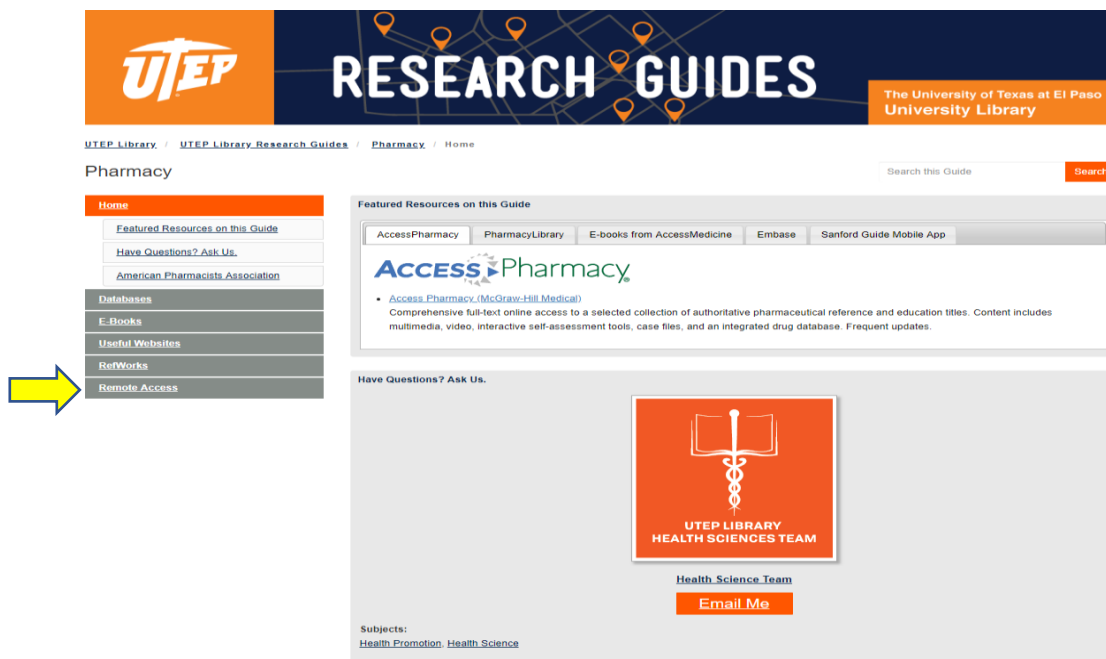 UTEP
RESEARCH GUIDES
The University of Texas at El Paso
University Library
UTEP Library / UTEP Library Research Guides / Pharmacy / Home
Pharmacy
Search this Guide
Search
Home
Featured Resources on this Guide
Have Questions? Ask Us.
American Pharmacists Association
Databases
E-Books
Useful Websites
RefWorks
Remote Access
Featured Resources on this Guide
AccessPharmacy PharmacyLibrary E-books from AccessMedicine Embase Sanford Guide Mobile App
ACCESS Pharmacy
• Access Pharmacy (McGraw-Hill Medical)
Comprehensive full-text online access to a selected collection of authoritative pharmaceutical reference and education titles. Content includes
multimedia, video, interactive self-assessment tools, case files, and an integrated drug database. Frequent updates.
Have Questions? Ask Us.
UTEP LIBRARY
HEALTH SCIENCES TEAM
Health Science Team
Email Me
Subjects:
Health Promotion, Health Science